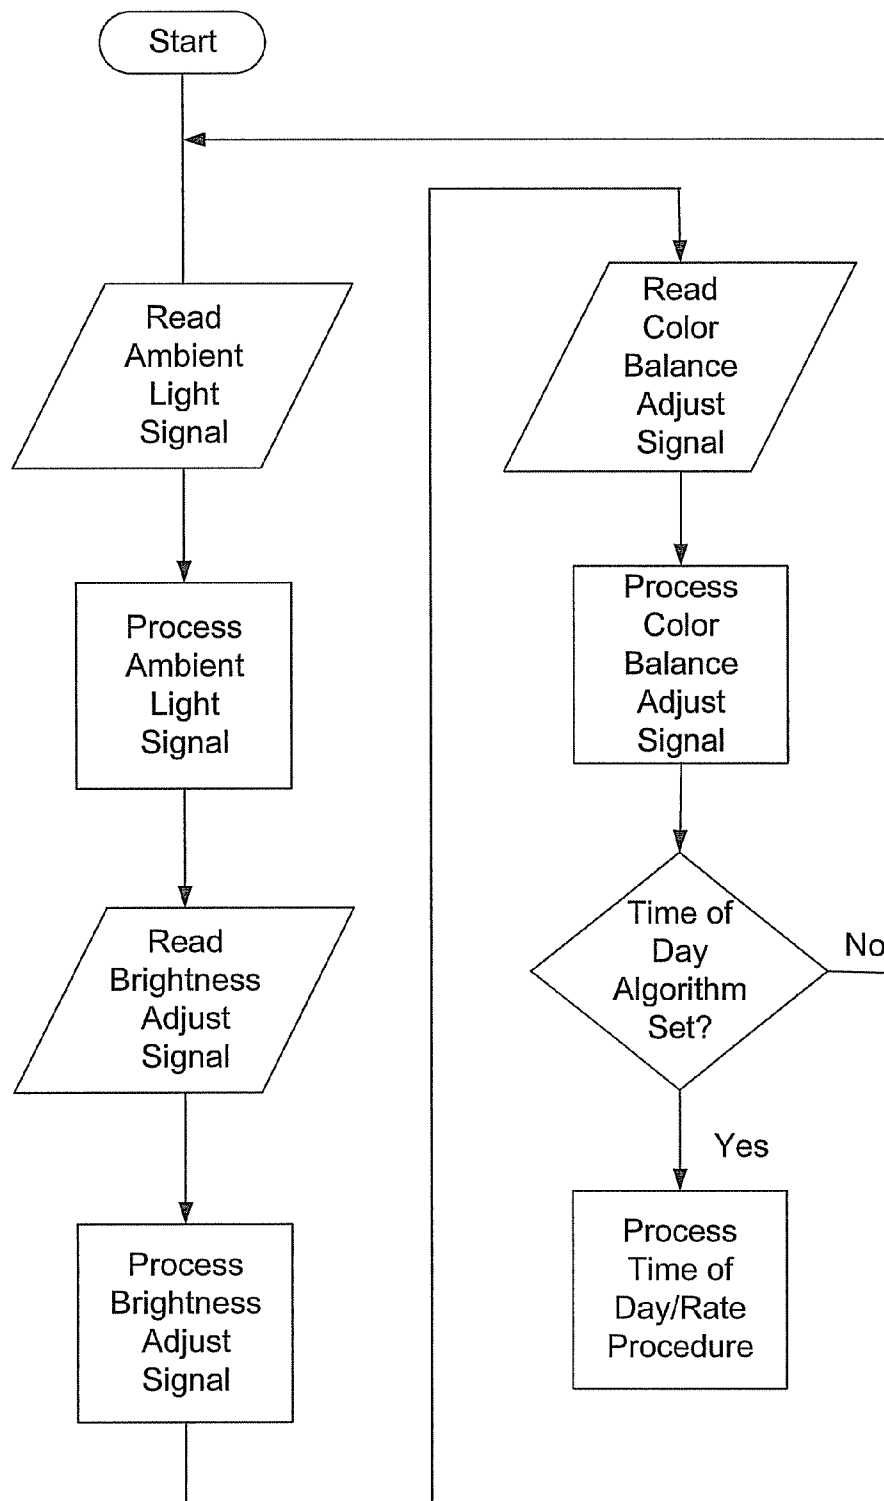 Start
Read
Ambient
Light
Signal
Process
Ambient
Light
Signal
Read
Brightness
Adjust
Signal
Process
Brightness
Adjust
Signal
Read
Color
Balance
Adjust
Signal
Process
Color
Balance
Adjust
Signal
Time of
Day
Algorithm
Set?
No
Yes
Process
Time of
Day/Rate
Procedure